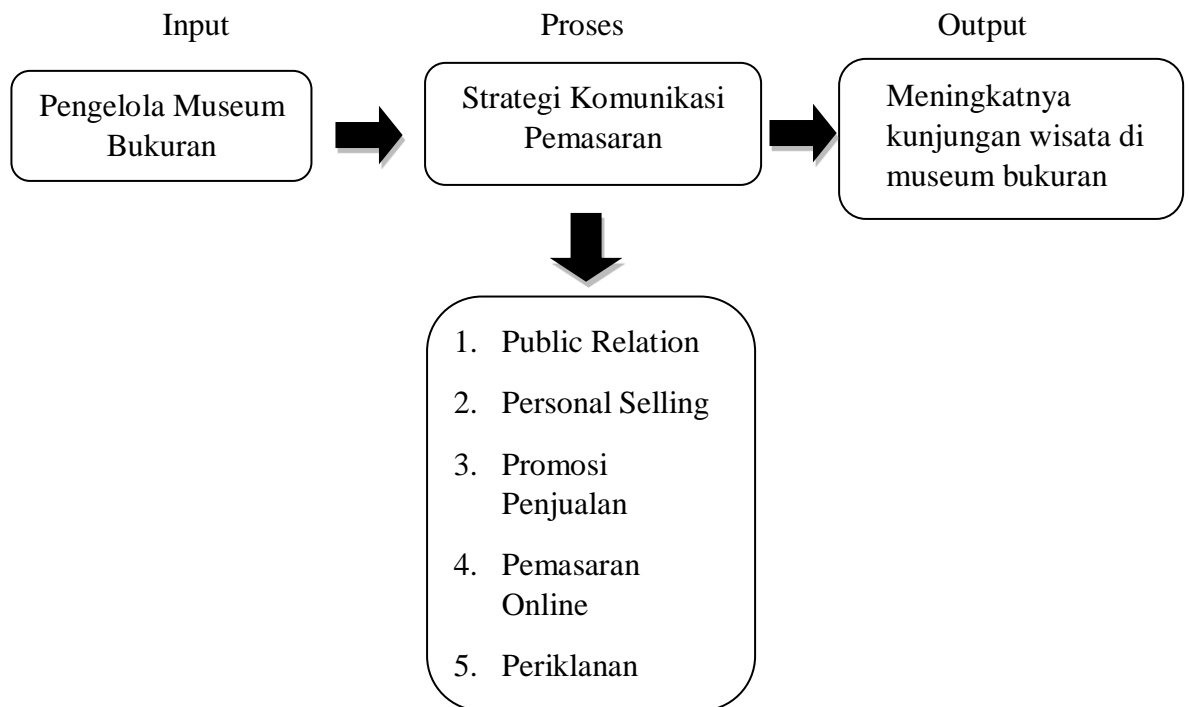 Input
Proses
Output
Pengelola Museum
Bukuran
Strategi Komunikasi
Pemasaran
Meningkatnya
kunjungan wisata di
museum bukuran
1. Public Relation
2. Personal Selling
3. Promosi
Penjualan
4. Pemasaran
Online
5. Periklanan